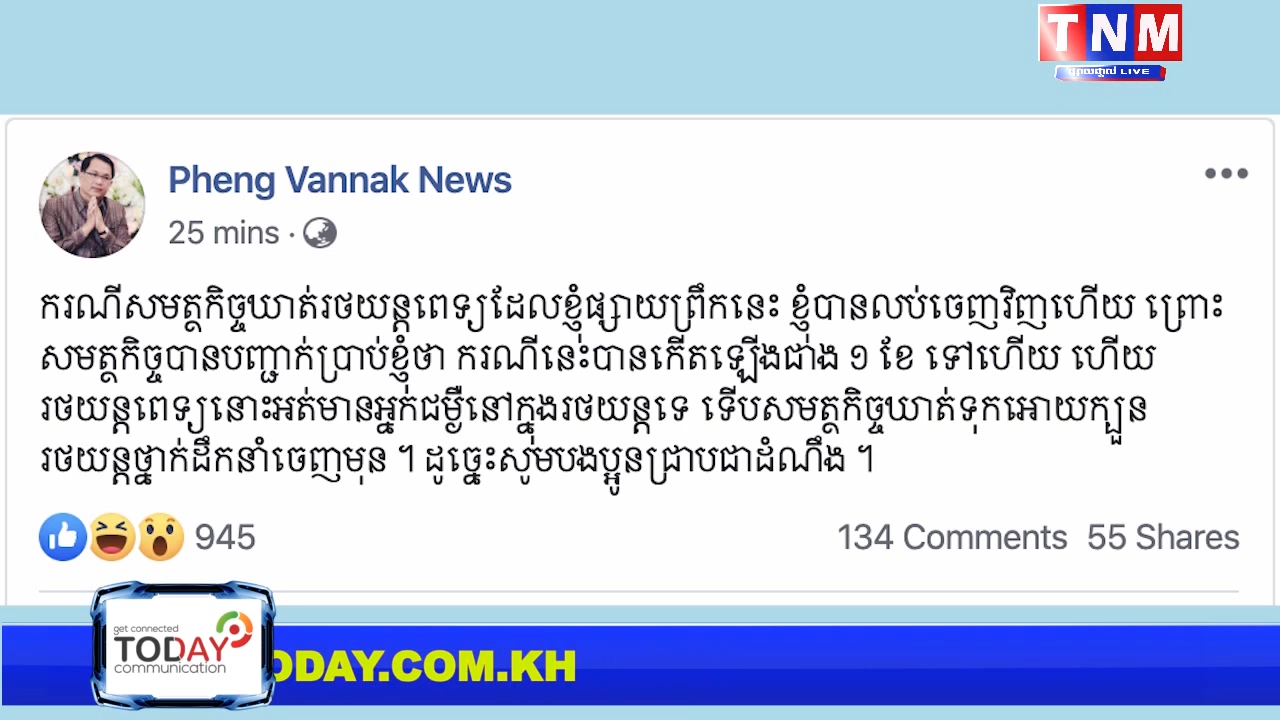 TNM
ផ្សាយផ្ទាល់ LIVE
Pheng Vannak News
25 mins ·
ករណីសមត្ថកិច្ចឃាត់រថយន្តពេទ្យដែលខ្ញុំផ្សាយព្រឹកនេះ ខ្ញុំបានលប់ចេញវិញហើយ ព្រោះ
សមត្ថកិច្ចបានបញ្ជាក់ប្រាប់ខ្ញុំថា ករណីនេះបានកើតឡើងជាង ១ ខែ ទៅហើយ ហើយ
រថយន្តពេទ្យនោះអត់មានអ្នកជម្ងឺនៅក្នុងរថយន្តទេ ទើបសមត្ថកិច្ចឃាត់ទុកអោយក្បួន
រថយន្តថ្នាក់ដឹកនាំចេញមុន ។ ដូច្នេះសូមបងប្អូនជ្រាបជាដំណឹង ។
945
134 Comments 55 Shares
get connected
TODAY
communication
ODAY.COM.KH